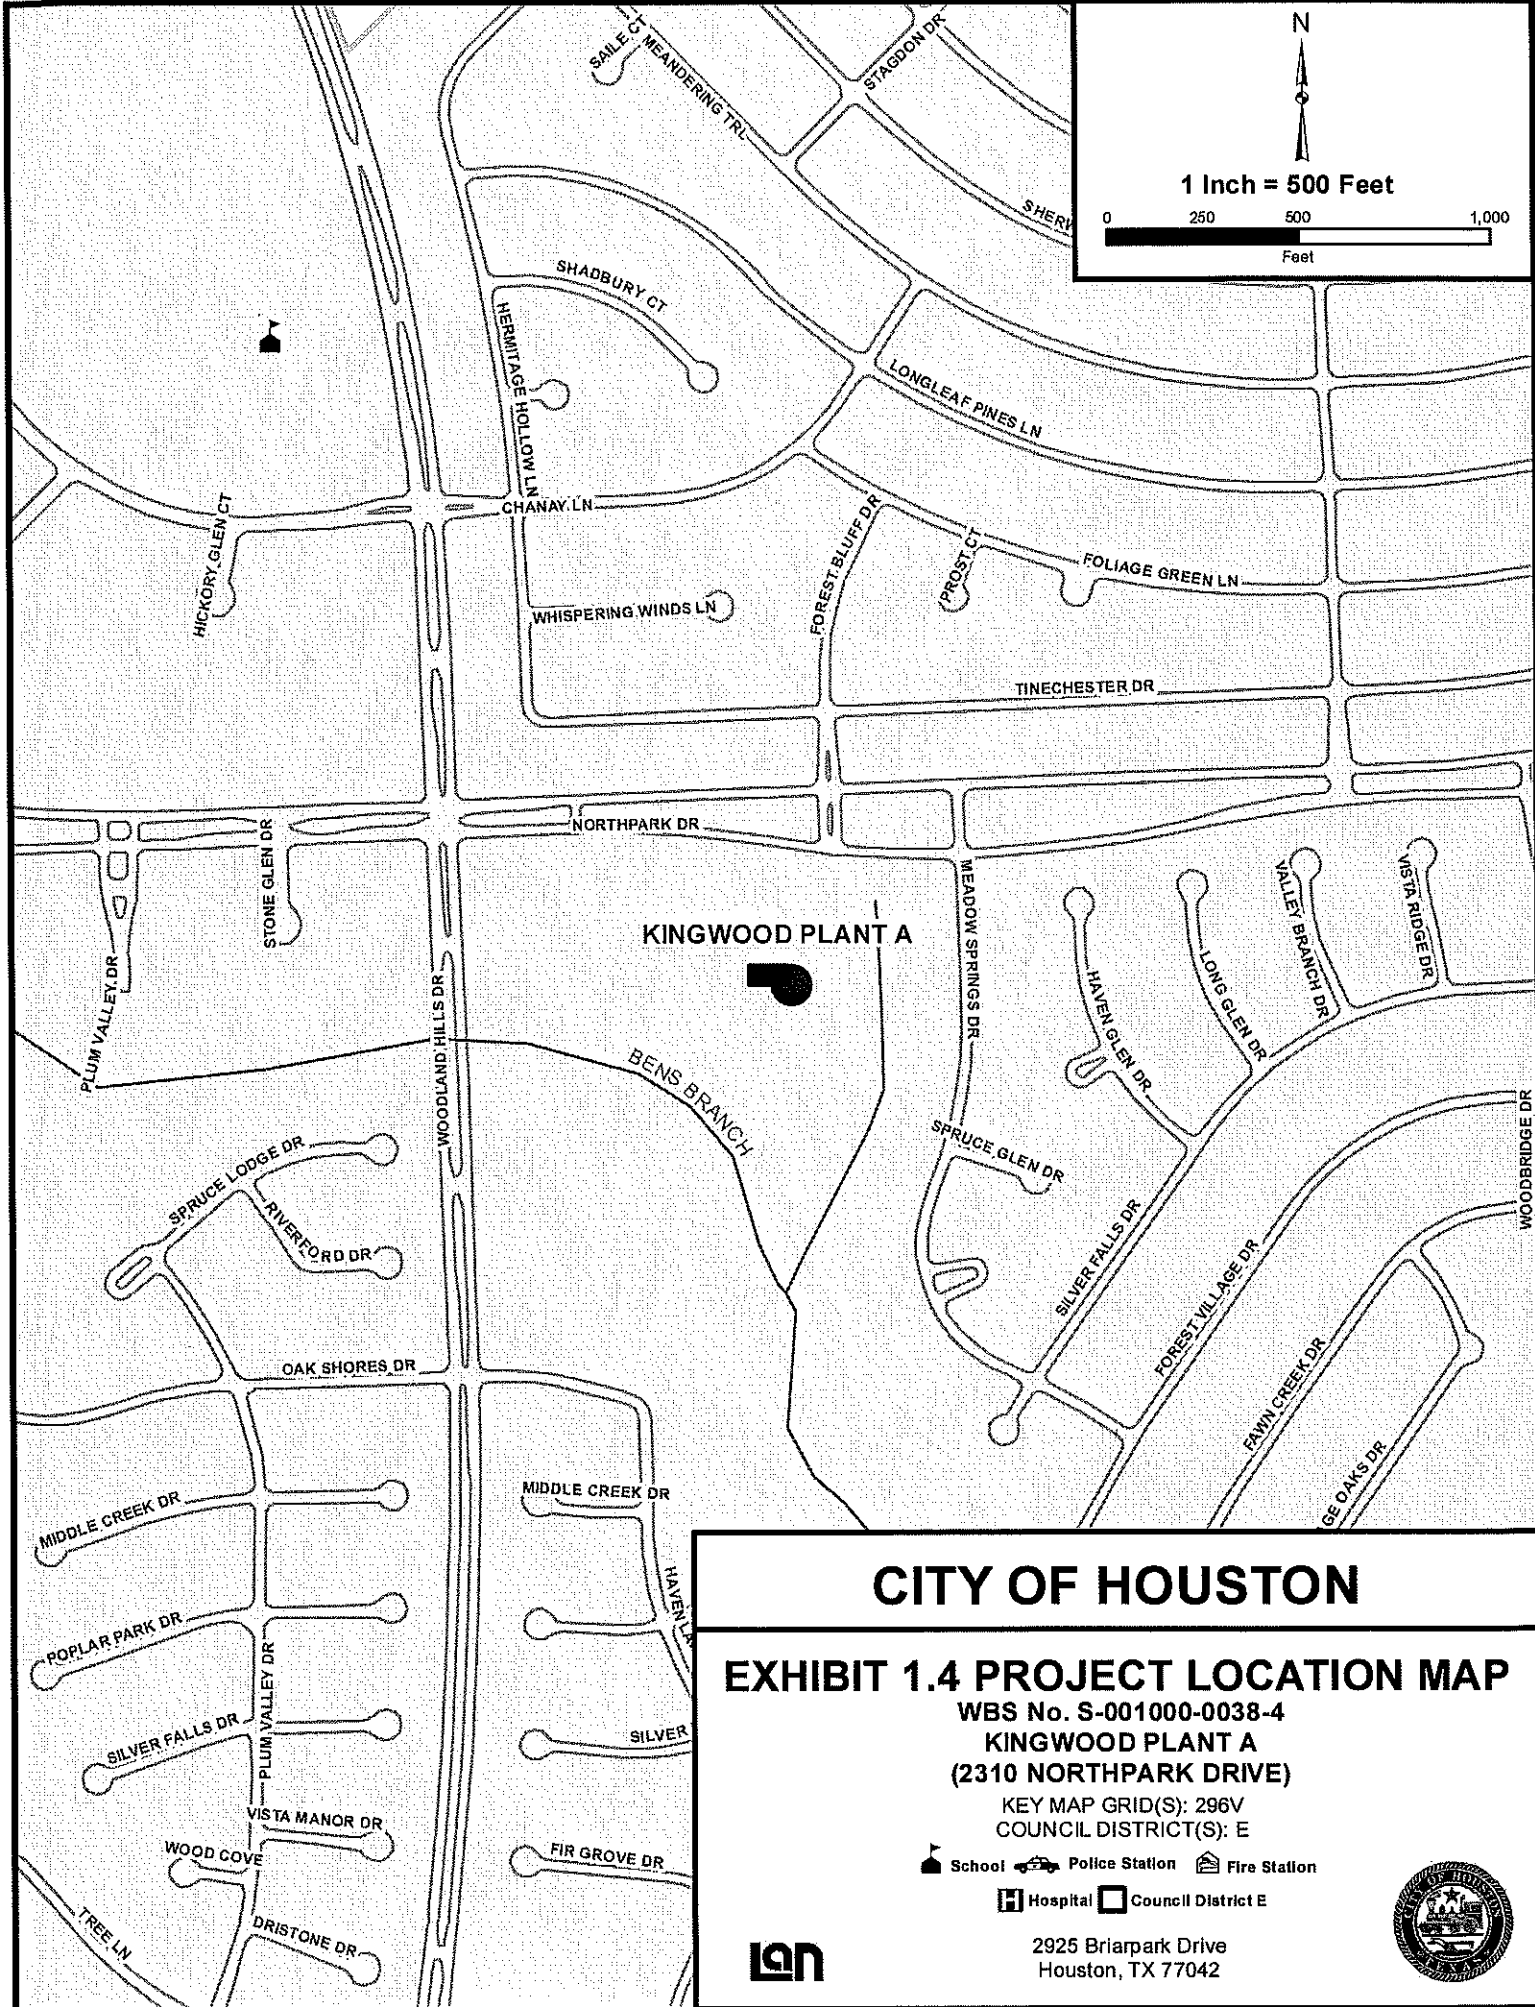 N
1 Inch = 500 Feet
0 250 500 1,000
Feet
SAILE CT
MEANDERING TRL
STAGDON DR
SHERW
SHADBURY CT
HERMITAGE HOLLOW LN
LONGLEAF PINES LN
CHANAY LN
HICKORY GLEN CT
FOREST BLUFF DR
PROST CT
FOLIAGE GREEN LN
WHISPERING WINDS LN
TINECHESTER DR
NORTHPARK DR
STONE GLEN DR
PLUM VALLEY DR
WOODLAND HILLS DR
KINGWOOD PLANT A
MEADOW SPRINGS DR
HAVEN GLEN DR
LONG GLEN DR
VALLEY BRANCH DR
VISTA RIDGE DR
BENS BRANCH
SPRUCE GLEN DR
WOODBRIDGE DR
SPRUCE LODGE DR
RIVERFORD DR
SILVER FALLS DR
FOREST VILLAGE DR
FAWN CREEK DR
GE OAKS DR
OAK SHORES DR
MIDDLE CREEK DR
MIDDLE CREEK DR
HAVEN LA
POPLAR PARK DR
PLUM VALLEY DR
SILVER FALLS DR
SILVER
VISTA MANOR DR
WOOD COVE
FIR GROVE DR
TREE LN
DRISTONE DR
CITY OF HOUSTON
EXHIBIT 1.4 PROJECT LOCATION MAP
WBS No. S-001000-0038-4
KINGWOOD PLANT A
(2310 NORTHPARK DRIVE)
KEY MAP GRID(S): 296V
COUNCIL DISTRICT(S): E
School Police Station Fire Station
H Hospital Council District E
lan
2925 Briarpark Drive
Houston, TX 77042
CITY OF HOUSTON
TEXAS